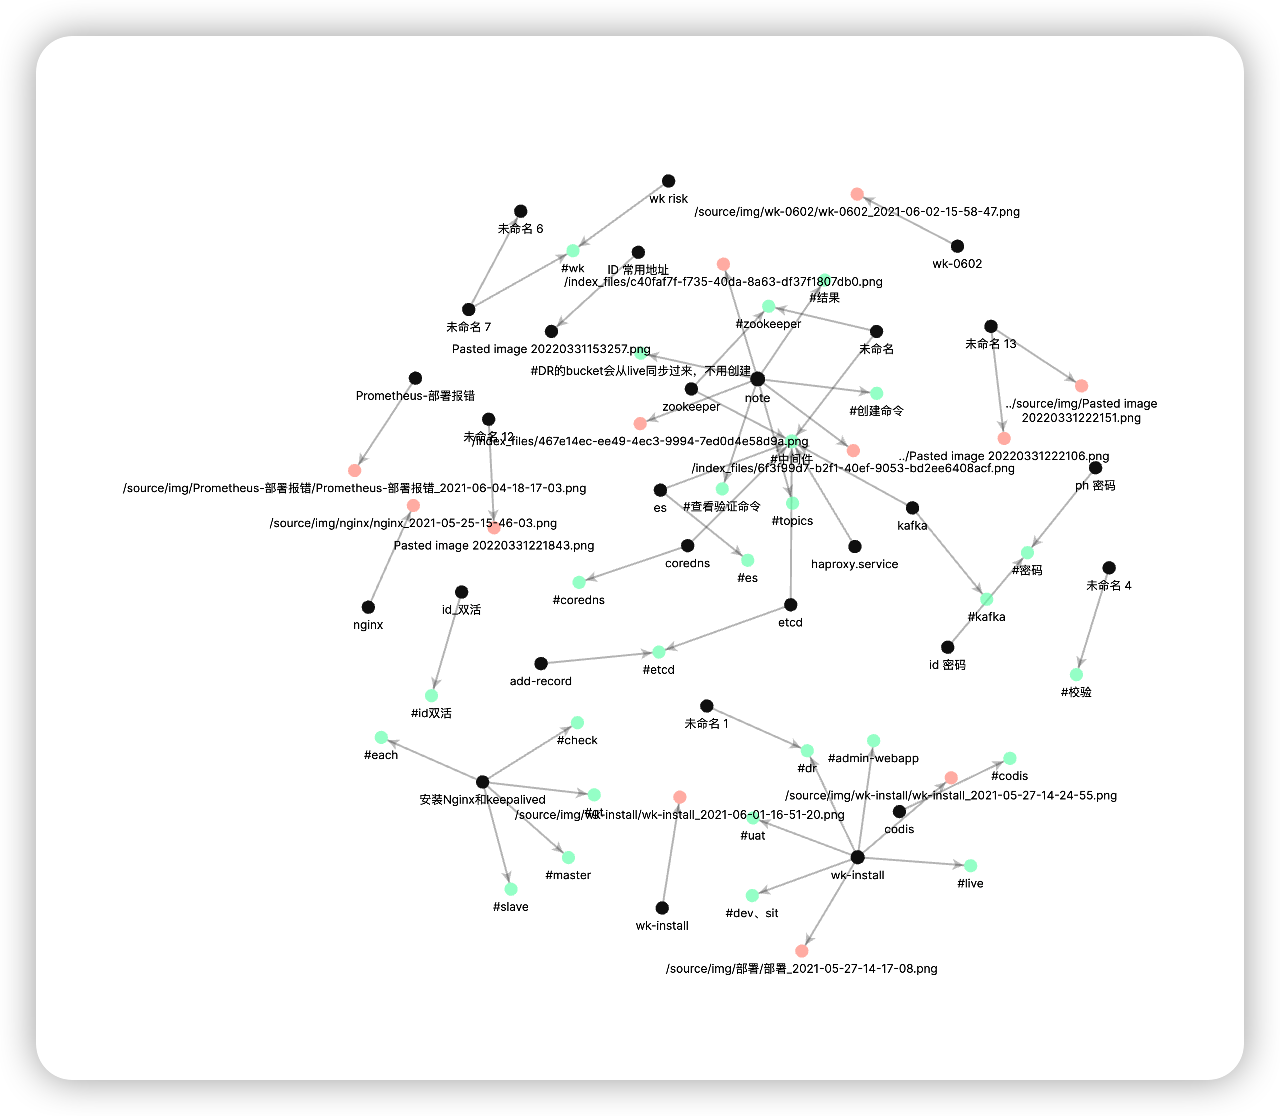 wk risk
/source/img/wk-0602/wk-0602_2021-06-02-15-58-47.png
未命名 6
wk-0602
#wk
ID 常用地址
/index_files/c40faf7f-f735-40da-8a63-df37f1807db0.png
#结果
#zookeeper
未命名 7
未命名 13
未命名
Pasted image 20220331153257.png
#DR的bucket会从live同步过来，不用创建
Prometheus-部署报错
note
zookeeper
../source/img/Pasted image
20220331222151.png
#创建命令
未命名 12
/index_files/467e14ec-ee49-4ec3-9994-7ed0d4e58d9a.png
../Pasted image 20220331222106.png
#中间件
/index_files/6f3f99d7-b2f1-40ef-9053-bd2ee6408acf.png
ph 密码
/source/img/Prometheus-部署报错/Prometheus-部署报错_2021-06-04-18-17-03.png
es
#查看验证命令
/source/img/nginx/nginx_2021-05-25-15-46-03.png
#topics
kafka
Pasted image 20220331221843.png
coredns
haproxy.service
#密码
#es
未命名 4
#coredns
id_双活
#kafka
nginx
etcd
id 密码
#etcd
add-record
#校验
#id双活
未命名 1
#check
#each
#dr
#admin-webapp
#codis
安装Nginx和keepalived
/source/img/wk-install/wk-install_2021-05-27-14-24-55.png
/source/img/wk-install/wk-install_2021-06-01-16-51-20.png
codis
#uat
#master
wk-install
#live
#slave
#dev、sit
wk-install
/source/img/部署/部署_2021-05-27-14-17-08.png